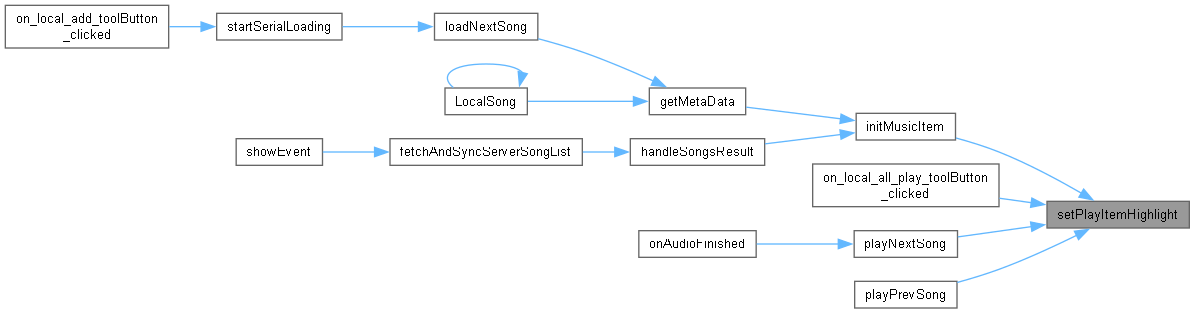 on_local_add_toolButton
_clicked
startSerialLoading
loadNextSong
LocalSong
getMetaData
initMusicItem
showEvent
fetchAndSyncServerSongList
handleSongsResult
on_local_all_play_toolButton
_clicked
setPlayItemHighlight
onAudioFinished
playNextSong
playPrevSong